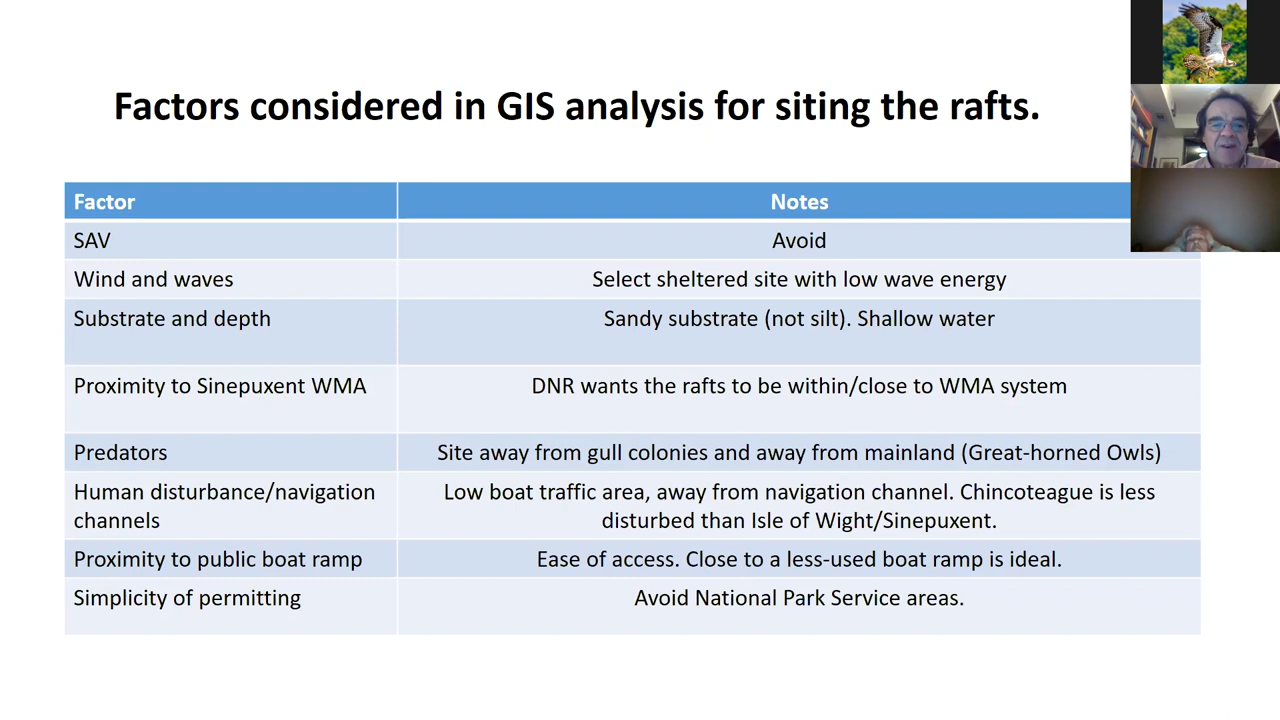 Factors considered in GIS analysis for siting the rafts.
Factor
Notes
SAV
Avoid
Wind and waves
Select sheltered site with low wave energy
Substrate and depth
Sandy substrate (not silt). Shallow water
Proximity to Sinepuxent WMA
DNR wants the rafts to be within/close to WMA system
Predators
Site away from gull colonies and away from mainland (Great-horned Owls)
Human disturbance/navigation
channels
Low boat traffic area, away from navigation channel. Chincoteague is less
disturbed than Isle of Wight/Sinepuxent.
Proximity to public boat ramp
Ease of access. Close to a less-used boat ramp is ideal.
Simplicity of permitting
Avoid National Park Service areas.